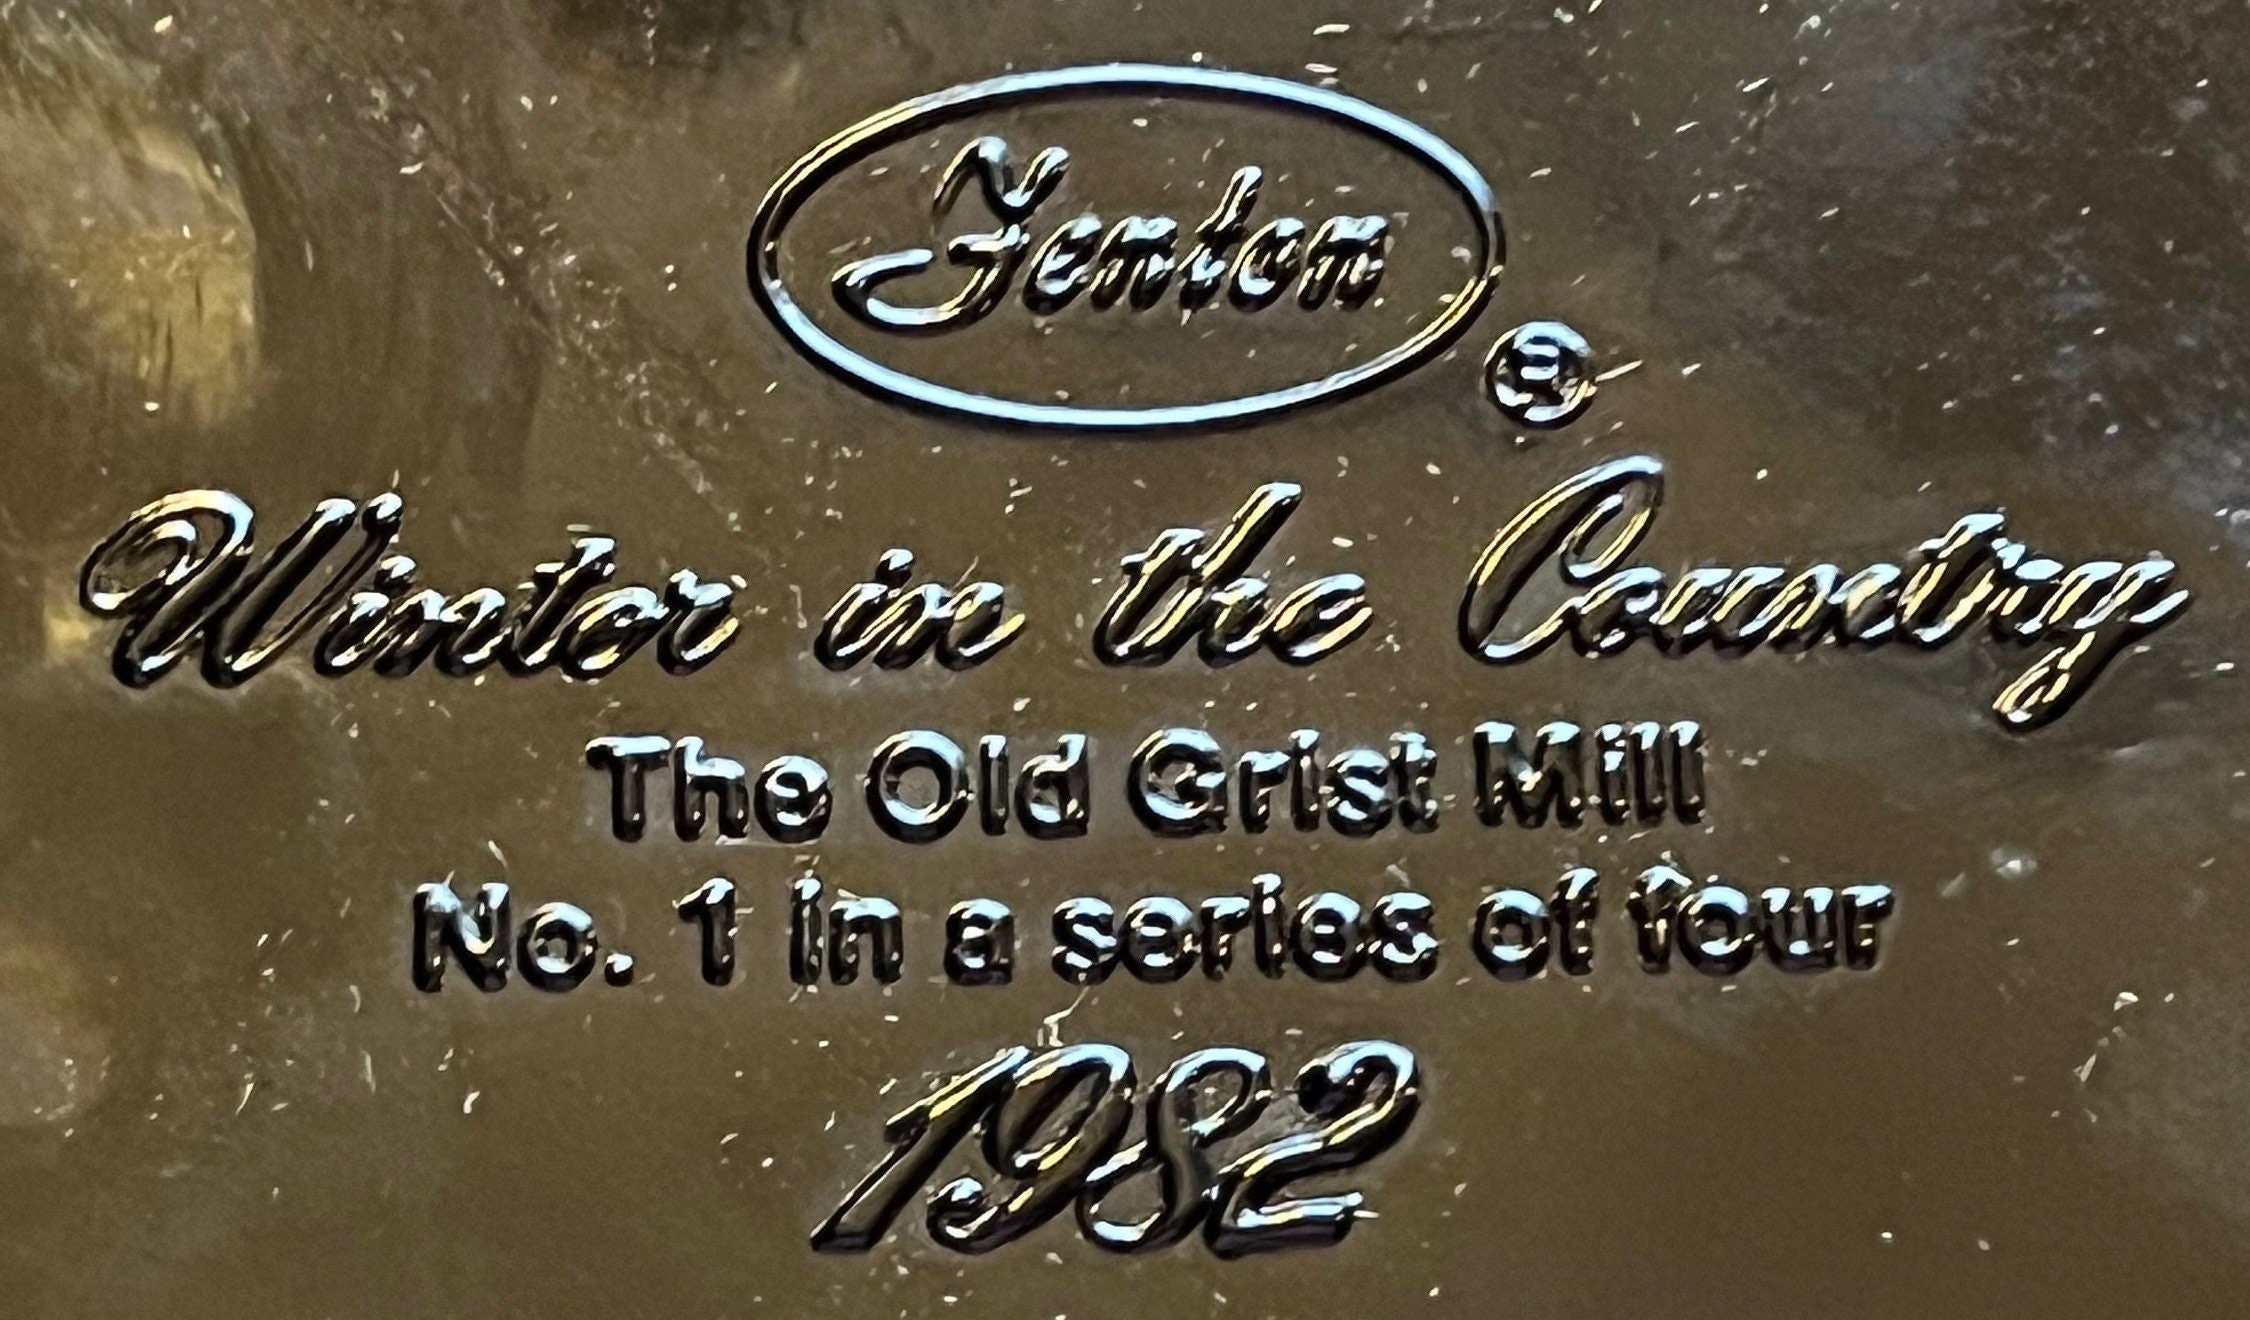 Fenton ®
Winter in the Country
The Old Grist Mill
No. 1 in a series of four
1982